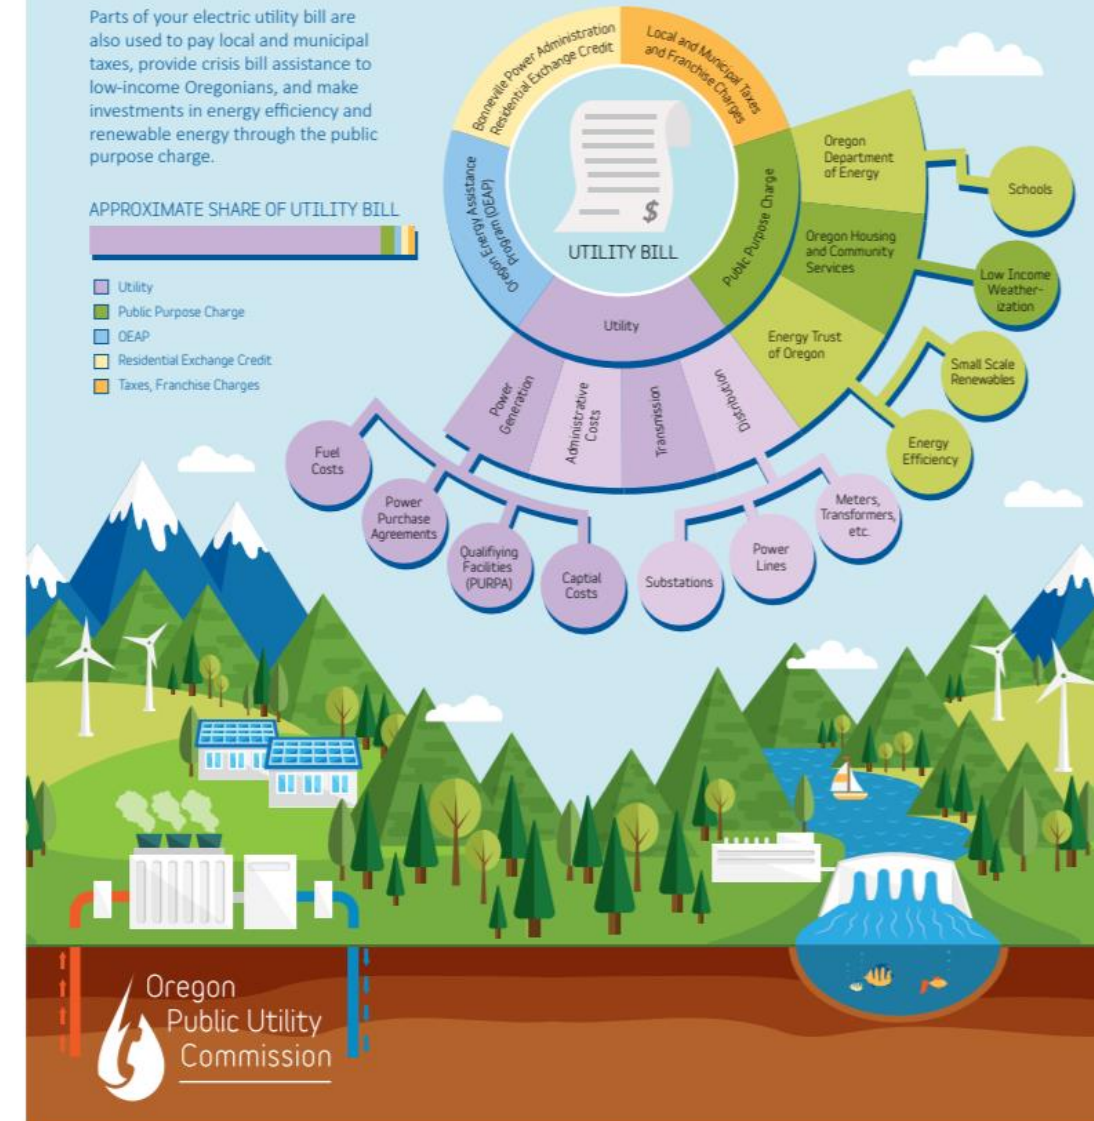 Parts of your electric utility bill are
also used to pay local and municipal
taxes, provide crisis bill assistance to
low-income Oregonians, and make
investments in energy efficiency and
renewable energy through the public
purpose charge.
APPROXIMATE SHARE OF UTILITY BILL
Utility
Public Purpose Charge
OEAP
Residential Exchange Credit
Taxes, Franchise Charges
Bonneville Power Administration
Residential Exchange Credit
Local and Municipal Taxes
and Franchise Charges
Oregon Energy Assistance
Program (OEAP)
$
UTILITY BILL
Public Purpose Charge
Utility
Oregon
Department
of Energy
Schools
Oregon Housing
and Community
Services
Low Income
Weather-
ization
Energy Trust
of Oregon
Small Scale
Renewables
Energy
Efficiency
Power
Generation
Administrative
Costs
Transmission
Distribution
Fuel
Costs
Power
Purchase
Agreements
Qualifiying
Facilities
(PURPA)
Captial
Costs
Substations
Power
Lines
Meters,
Transformers,
etc.
Oregon
Public Utility
Commission